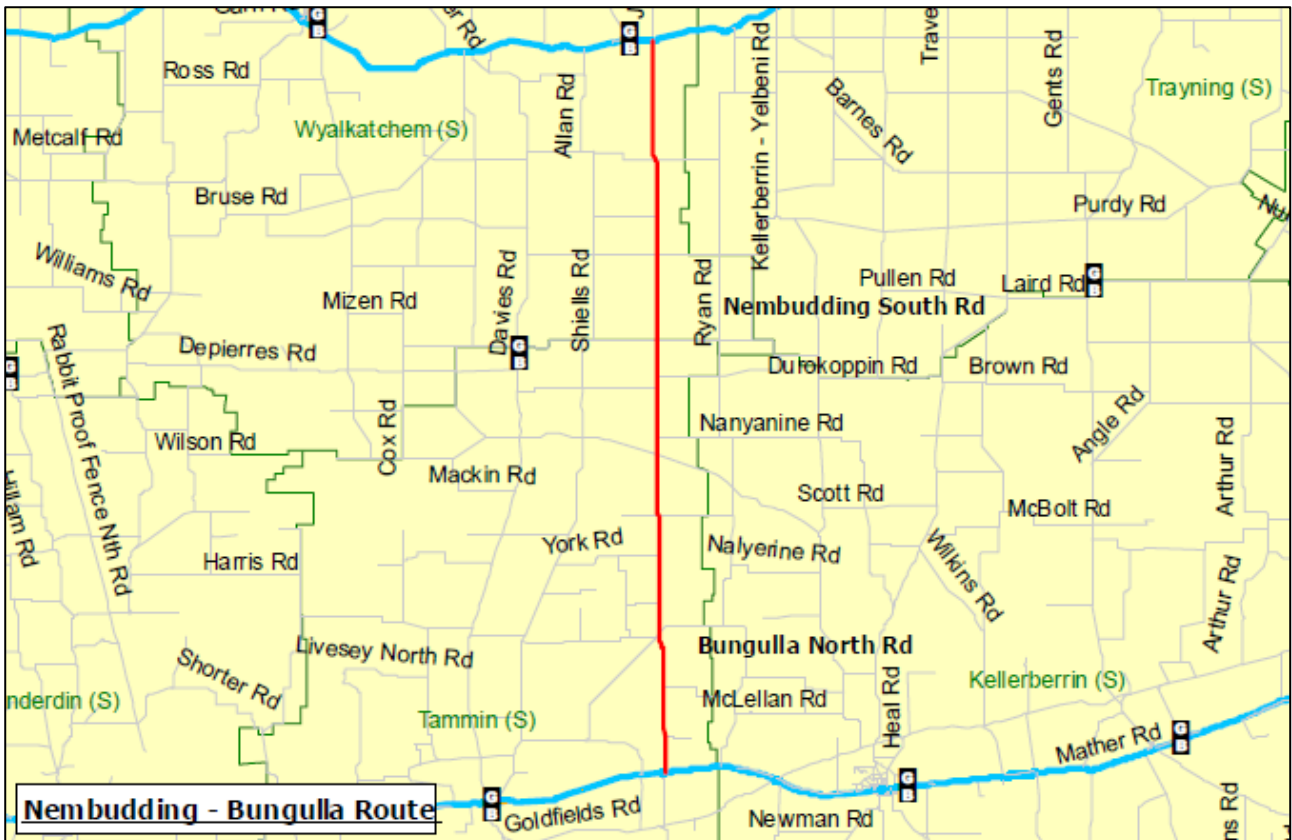 Ross Rd
Allan Rd
Kellerberrin - Yelbeni Rd
Trave
Gents Rd
Trayning (S)
Metcalf Rd
Wyalkatchem (S)
Barnes Rd
Bruse Rd
Purdy Rd
Williams Rd
Mizen Rd
Davies Rd
Shiells Rd
Ryan Rd
Pullen Rd
Laird Rd
G
B
Nembudding South Rd
Rabbit Proof Fence Nth Rd
Depierres Rd
G
B
Durokoppin Rd
Brown Rd
G
B
Cox Rd
Nanyanine Rd
Angle Rd
Wilson Rd
Arthur Rd
Mackin Rd
Scott Rd
McBolt Rd
Hillam Rd
York Rd
Nalyerine Rd
Wilkins Rd
Harris Rd
Arthur Rd
Livesey North Rd
Bungulla North Rd
Shorter Rd
Heal Rd
Kellerberrin (S)
nderdin (S)
McLellan Rd
Tammin (S)
Mather Rd
G
B
G
B
G
B
Nembudding - Bungulla Route
Goldfields Rd
Newman Rd
ns Rd
G
B
G
B